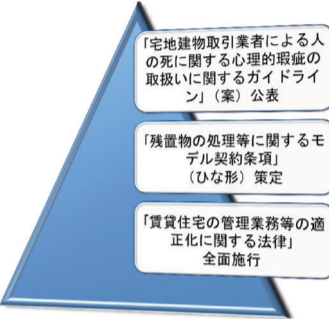 「宅地建物取引業者による人
の死に関する心理的瑕疵の
取扱いに関するガイドライ
ン」（案）公表
「残置物の処理等に関するモ
デル契約条項」
（ひな形）策定
「賃貸住宅の管理業務等の適
正化に関する法律」
全面施行